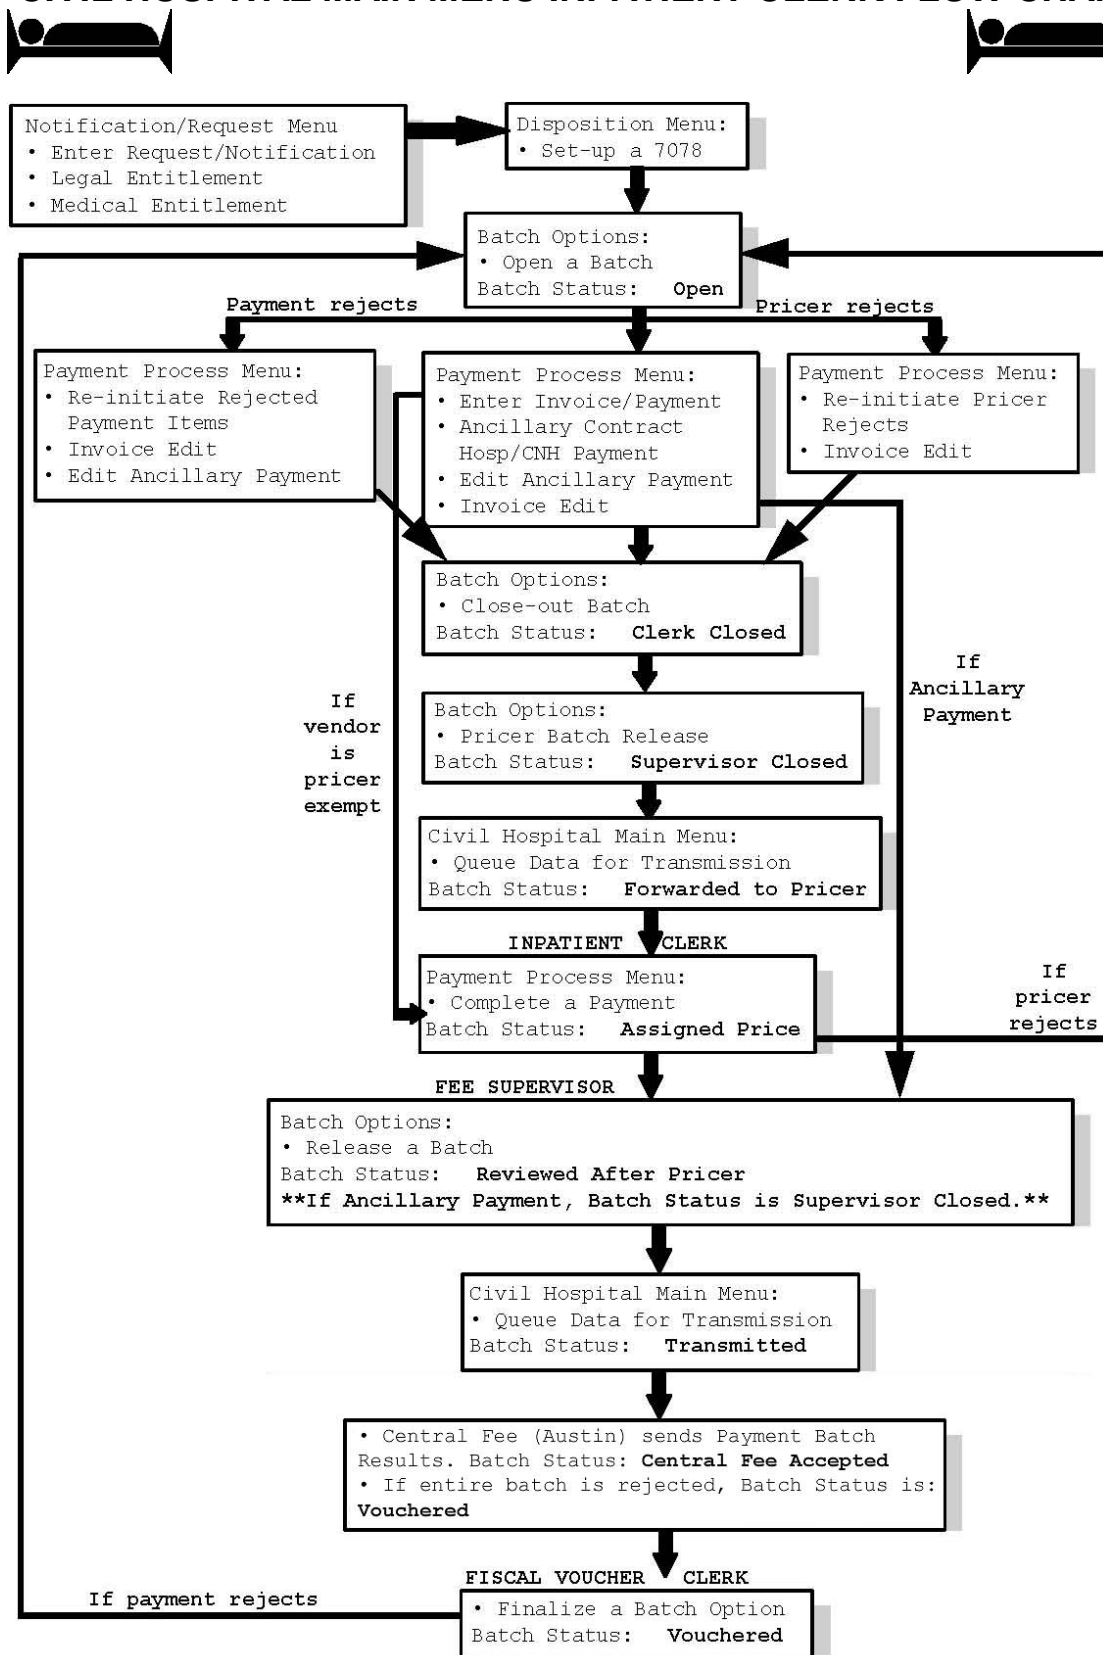 Notification/Request Menu
• Enter Request/Notification
• Legal Entitlement
• Medical Entitlement
Disposition Menu:
• Set-up a 7078
Batch Options:
• Open a Batch
Batch Status: Open
Payment rejects
Pricer rejects
Payment Process Menu:
• Re-initiate Rejected
Payment Items
• Invoice Edit
• Edit Ancillary Payment
Payment Process Menu:
• Enter Invoice/Payment
• Ancillary Contract
Hosp/CNH Payment
• Edit Ancillary Payment
• Invoice Edit
Payment Process Menu:
• Re-initiate Pricer
Rejects
• Invoice Edit
Batch Options:
• Close-out Batch
Batch Status: Clerk Closed
If
Ancillary
Payment
If
vendor
is
pricer
exempt
Batch Options:
• Pricer Batch Release
Batch Status: Supervisor Closed
Civil Hospital Main Menu:
• Queue Data for Transmission
Batch Status: Forwarded to Pricer
INPATIENT CLERK
Payment Process Menu:
• Complete a Payment
Batch Status: Assigned Price
If
pricer
rejects
FEE SUPERVISOR
Batch Options:
• Release a Batch
Batch Status: Reviewed After Pricer
**If Ancillary Payment, Batch Status is Supervisor Closed.**
Civil Hospital Main Menu:
• Queue Data for Transmission
Batch Status: Transmitted
• Central Fee (Austin) sends Payment Batch
Results. Batch Status: Central Fee Accepted
• If entire batch is rejected, Batch Status is:
Vouchered
FISCAL VOUCHER CLERK
If payment rejects
• Finalize a Batch Option
Batch Status: Vouchered